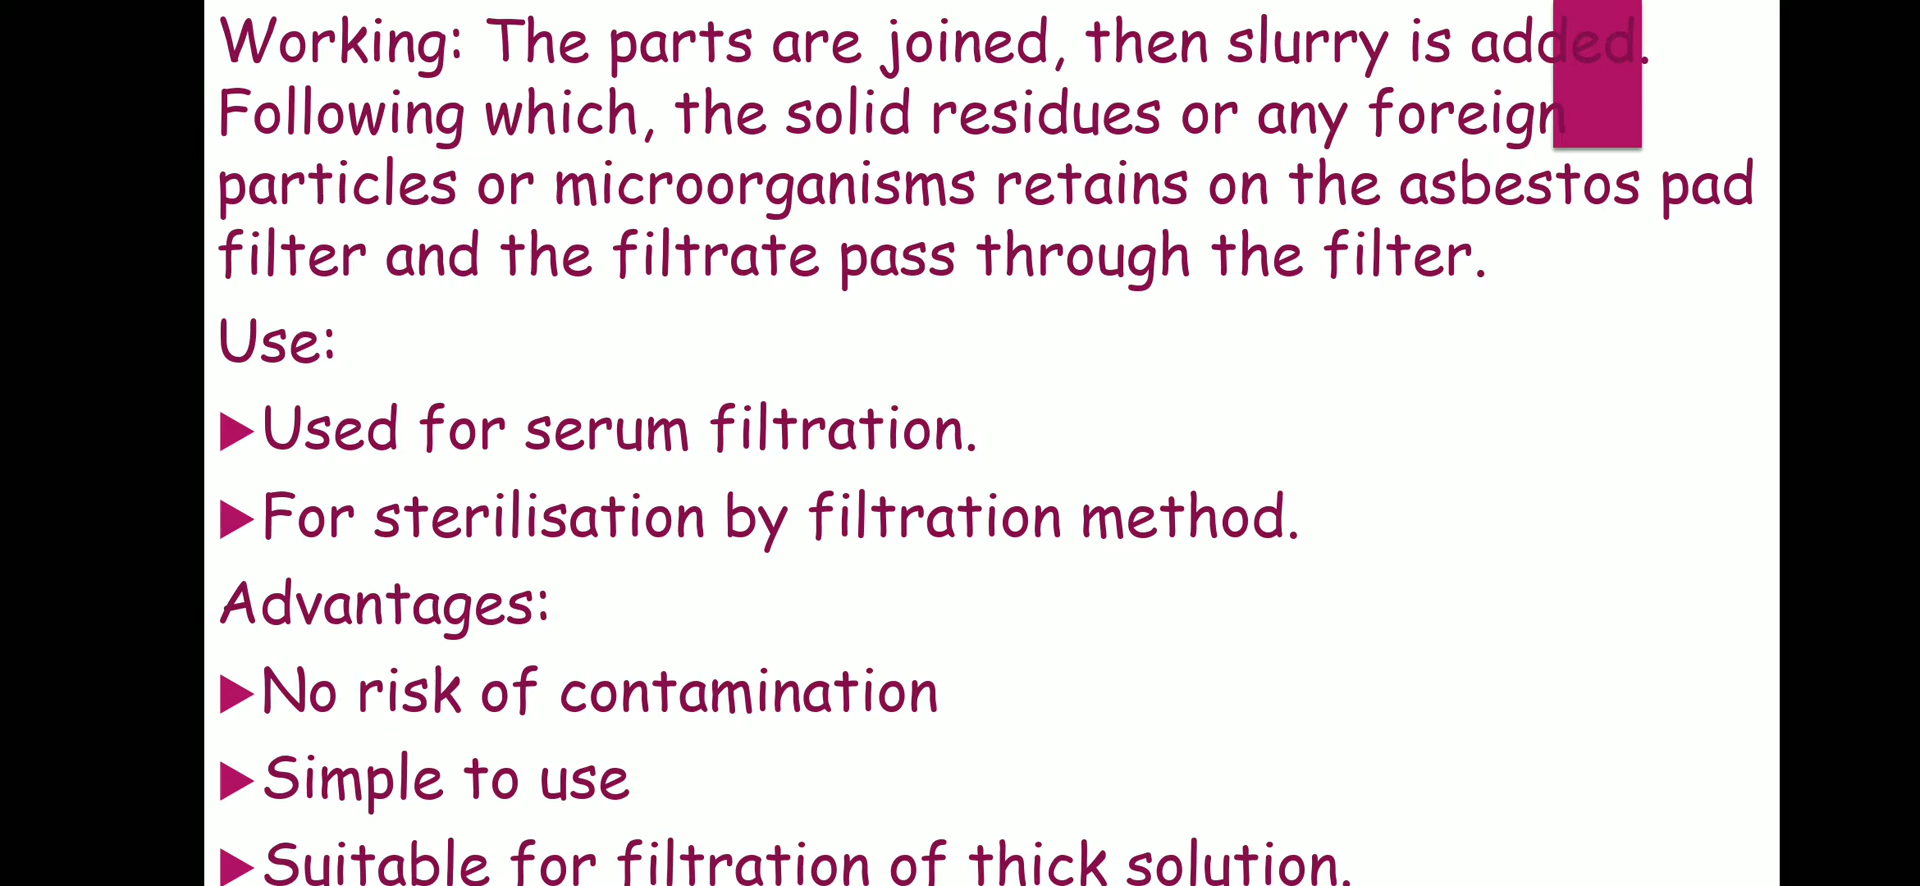 Working: The parts are joined, then slurry is added.
Following which, the solid residues or any foreign
particles or microorganisms retains on the asbestos pad
filter and the filtrate pass through the filter.
Use:
▶Used for serum filtration.
▶For sterilisation by filtration method.
Advantages:
▶No risk of contamination
▶Simple to use
▶Suitable for filtration of thick solution.